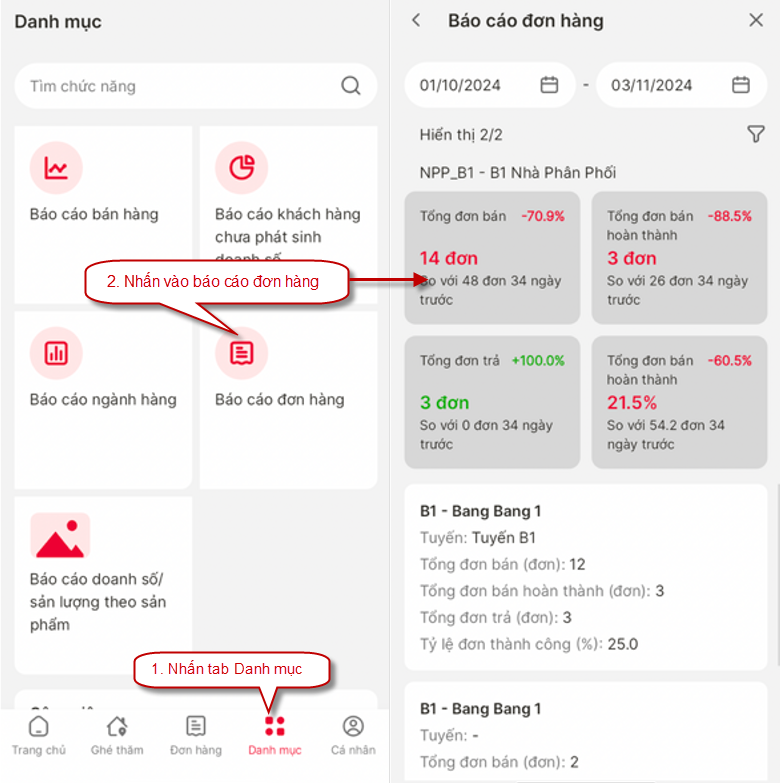 Danh mục
Tìm chức năng
Báo cáo bán hàng
Báo cáo khách hàng
chưa phát sinh
doanh số
2. Nhấn vào báo cáo đơn hàng
Báo cáo ngành hàng
Báo cáo đơn hàng
Báo cáo doanh số/
sản lượng theo sản
phẩm
1. Nhấn tab Danh mục
Trang chủ
Ghé thăm
Đơn hàng
Danh mục
Cá nhân
Báo cáo đơn hàng
01/10/2024 - 03/11/2024
Hiển thị 2/2
NPP_B1 - B1 Nhà Phân Phối
Tổng đơn bán -70.9%
14 đơn
So với 48 đơn 34 ngày
trước
Tổng đơn bán -88.5%
hoàn thành
3 đơn
So với 26 đơn 34 ngày
trước
Tổng đơn trả +100.0%
3 đơn
So với 0 đơn 34 ngày
trước
Tổng đơn bán -60.5%
hoàn thành
21.5%
So với 54.2 đơn 34
ngày trước
B1 - Bang Bang 1
Tuyến: Tuyến B1
Tổng đơn bán (đơn): 12
Tổng đơn bán hoàn thành (đơn): 3
Tổng đơn trả (đơn): 3
Tỷ lệ đơn thành công (%): 25.0
B1 - Bang Bang 1
Tuyến: -
Tổng đơn bán (đơn): 2